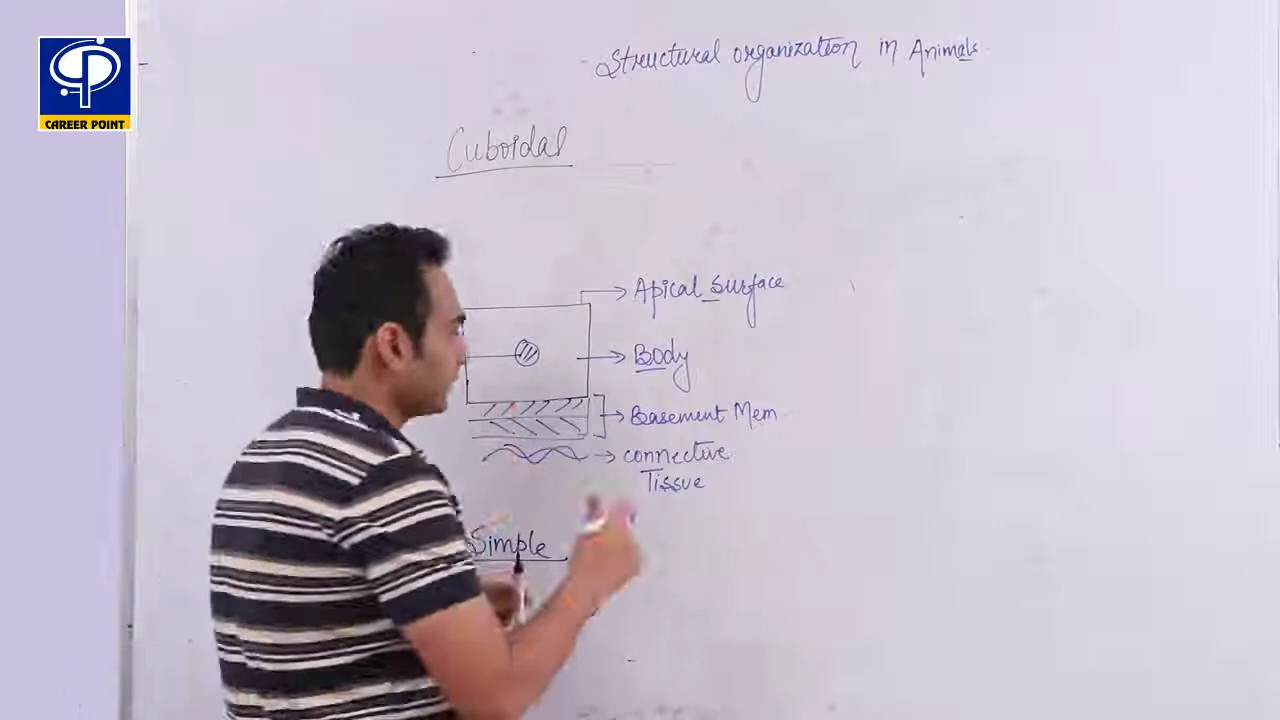 CAREER POINT
Structural organization in Animals
Cuboidal
Apical Surface
Body
Basement Mem
connective
Tissue
Simple